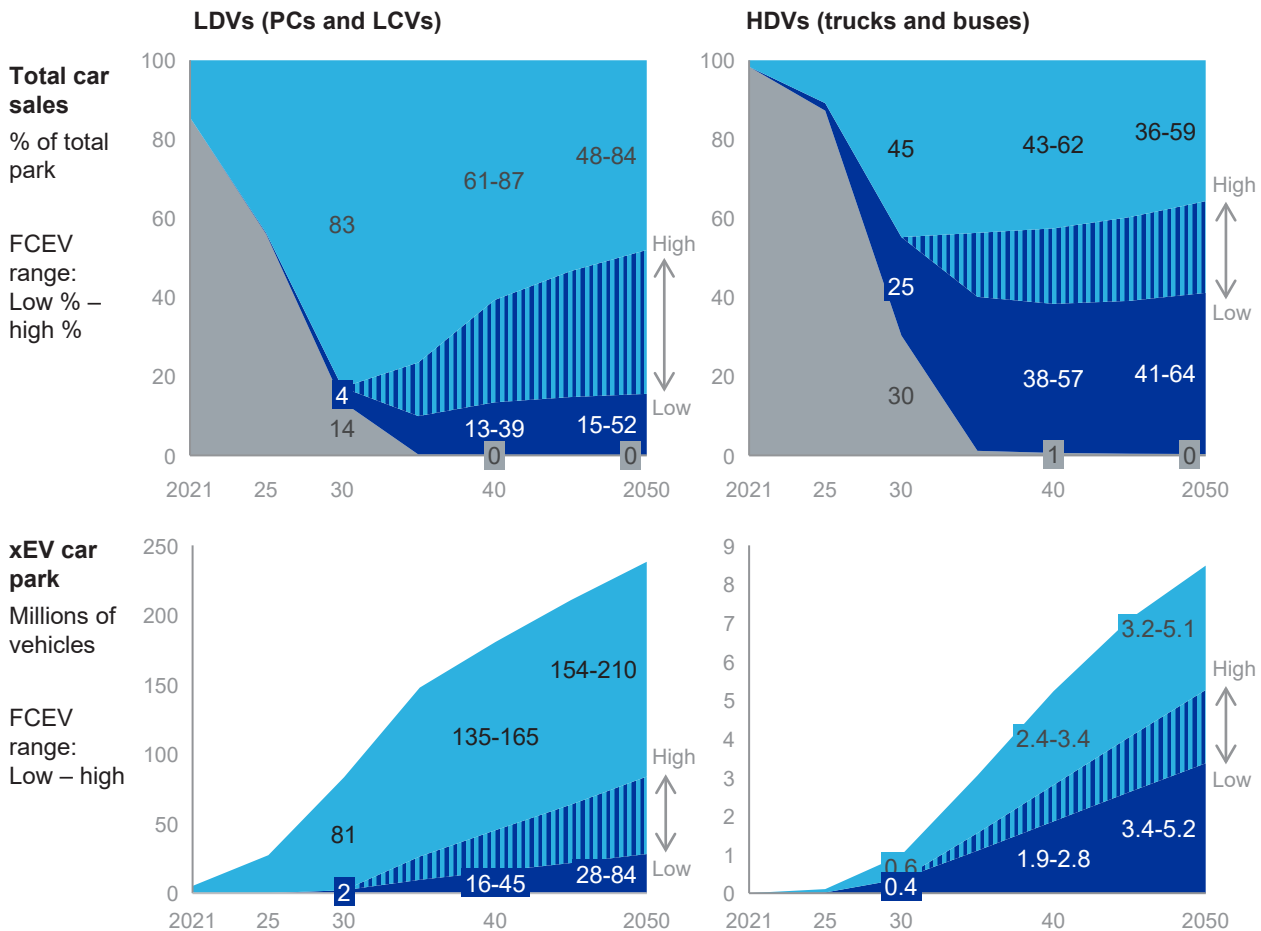 LDVs (PCs and LCVs)
HDVs (trucks and buses)
Total car
sales
% of total
park
FCEV
range:
Low % –
high %
100
80
60
40
20
0
83
4
14
61-87
13-39
0
48-84
15-52
0
High
Low
2021 25 30 40 2050
100
80
60
40
20
0
45
25
30
43-62
38-57
1
36-59
41-64
0
High
Low
2021 25 30 40 2050
xEV car
park
Millions of
vehicles
FCEV
range:
Low – high
250
200
150
100
50
0
81
2
135-165
16-45
154-210
28-84
High
Low
2021 25 30 40 2050
9
8
7
6
5
4
3
2
1
0
0.6
0.4
2.4-3.4
1.9-2.8
3.2-5.1
3.4-5.2
High
Low
2021 25 30 40 2050